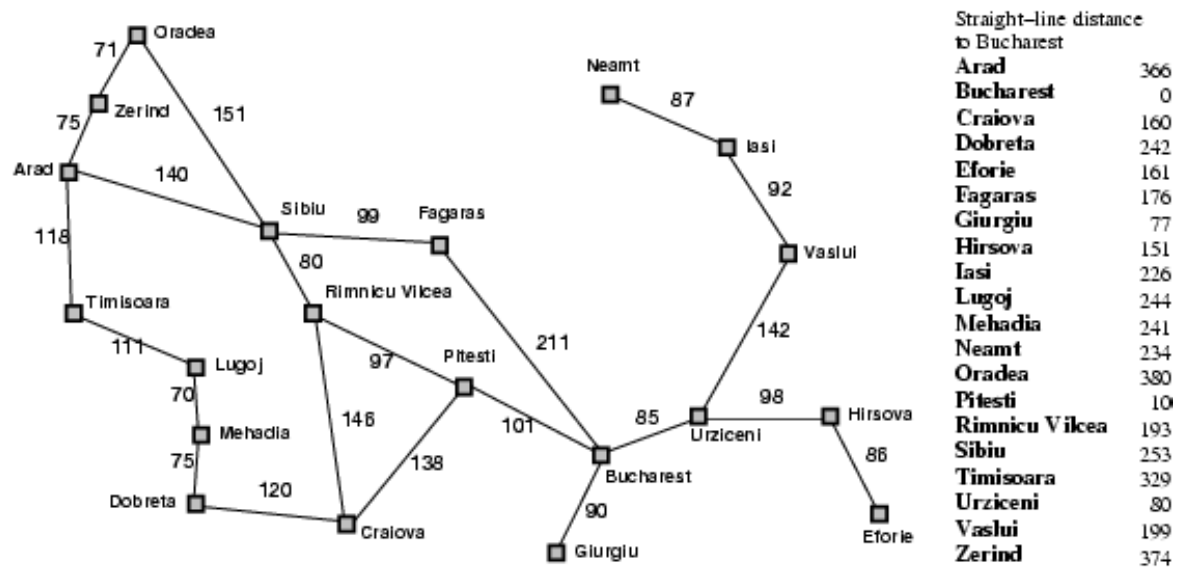 Oradea
71
Neamt
87
Zerind
151
75
Iasi
Arad
140
92
Sibiu
99
Fagaras
118
80
Vaslui
Timisoara
Rimnicu Vilcea
142
111
Lugoj
97
Pitesti
211
70
146
98
Hirsova
85
Urziceni
Mehadia
101
86
75
138
Bucharest
Dobreta
120
90
Craiova
Eforie
Giurgiu
Straight-line distance
to Bucharest
Arad 366
Bucharest 0
Craiova 160
Dobreta 242
Eforie 161
Fagaras 176
Giurgiu 77
Hirsova 151
Iasi 226
Lugoj 244
Mehadia 241
Neamt 234
Oradea 380
Pitesti 10
Rimnicu Vilcea 193
Sibiu 253
Timisoara 329
Urziceni 80
Vaslui 199
Zerind 374